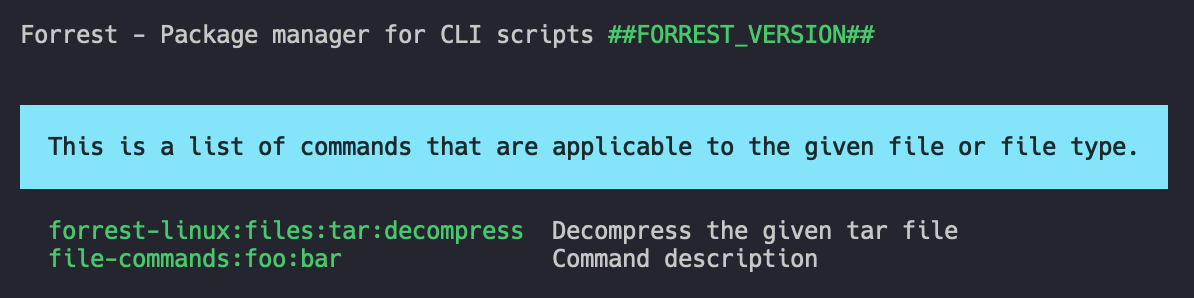 Forrest - Package manager for CLI scripts ##FORREST_VERSION##
This is a list of commands that are applicable to the given file or file type.
forrest-linux:files:tar:decompress  Decompress the given tar file
file-commands:foo:bar               Command description